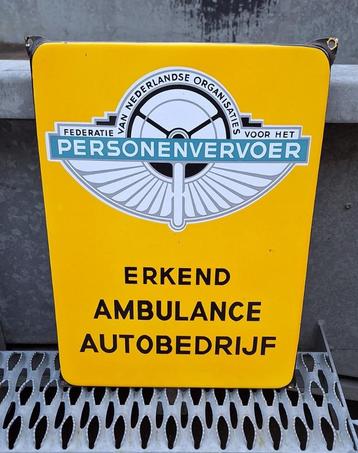 FEDERATIE VAN NEDERLANDSE ORGANISATIES VOOR HET
PERSONENVERVOER
ERKEND
AMBULANCE
AUTOBEDRIJF